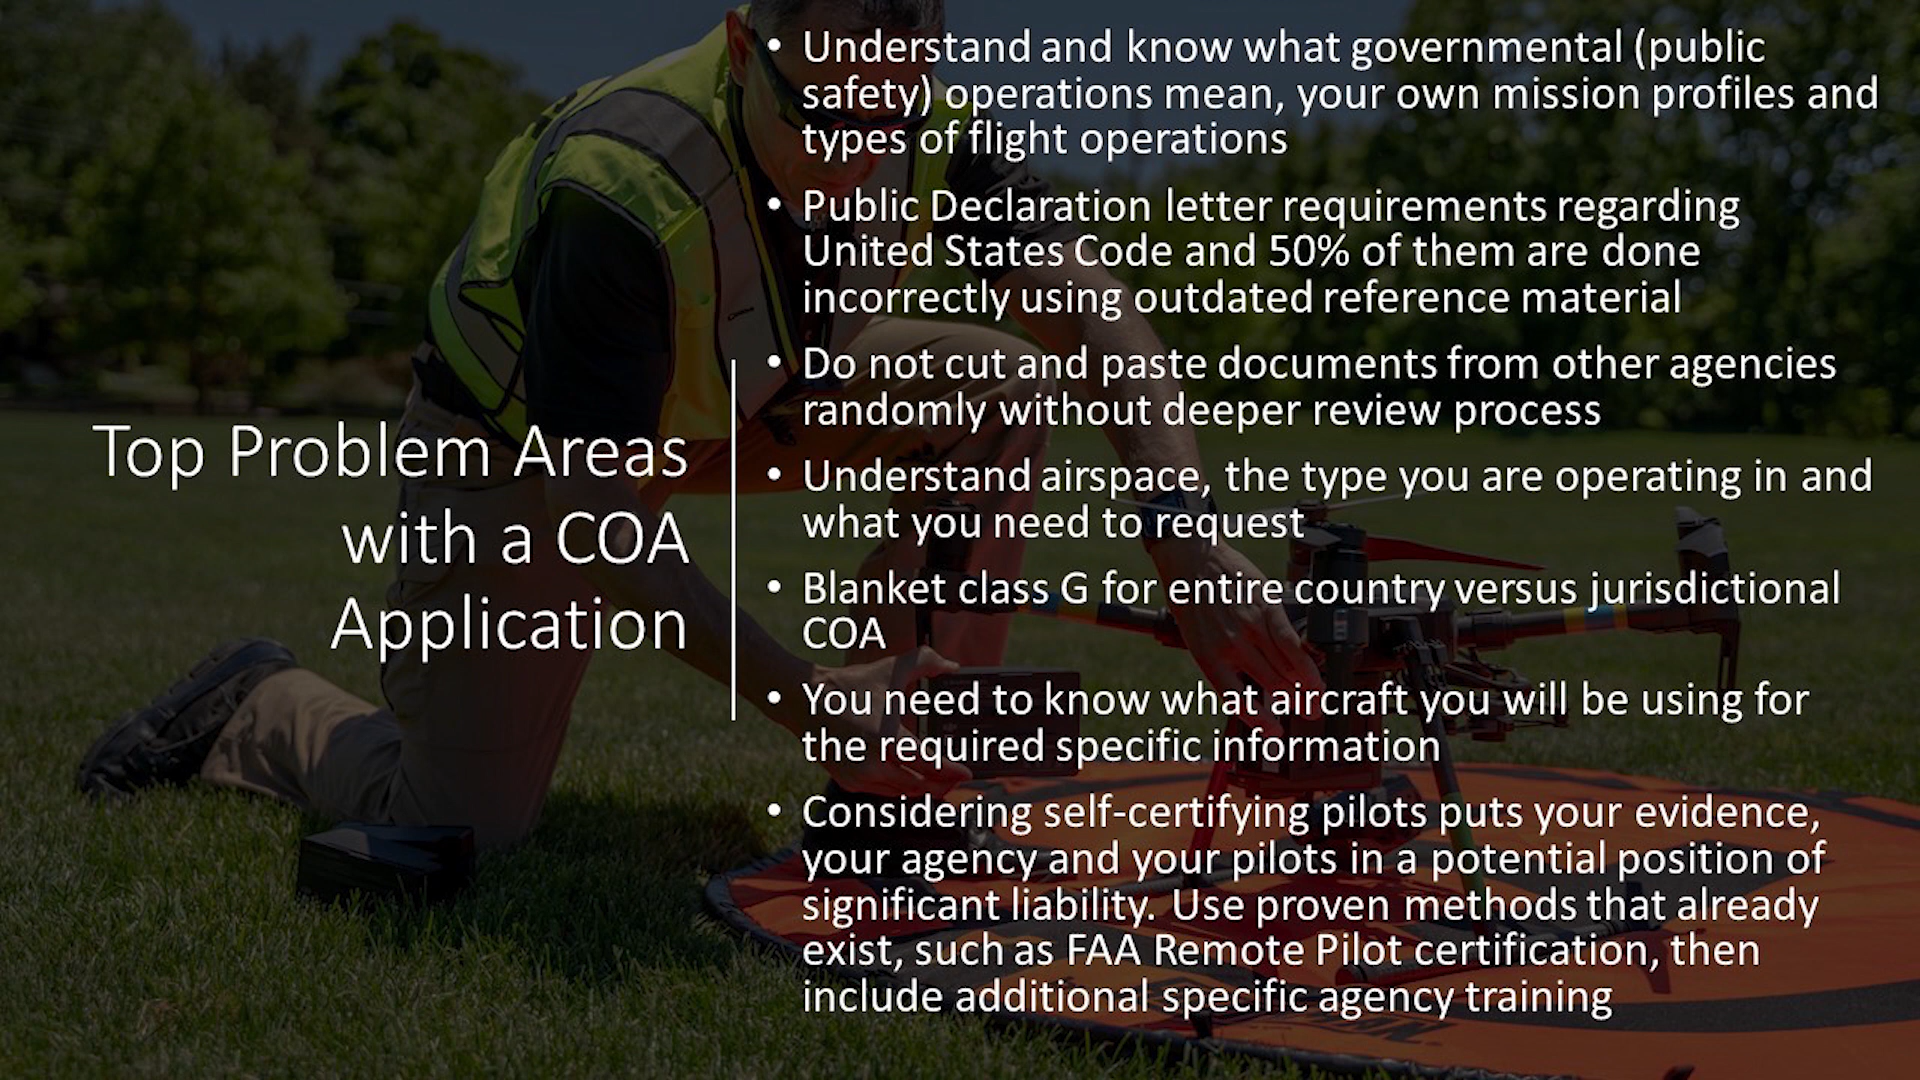 Top Problem Areas
with a COA
Application
• Understand and know what governmental (public
safety) operations mean, your own mission profiles and
types of flight operations
• Public Declaration letter requirements regarding
United States Code and 50% of them are done
incorrectly using outdated reference material
• Do not cut and paste documents from other agencies
randomly without deeper review process
• Understand airspace, the type you are operating in and
what you need to request
• Blanket class G for entire country versus jurisdictional
COA
• You need to know what aircraft you will be using for
the required specific information
• Considering self-certifying pilots puts your evidence,
your agency and your pilots in a potential position of
significant liability. Use proven methods that already
exist, such as FAA Remote Pilot certification, then
include additional specific agency training